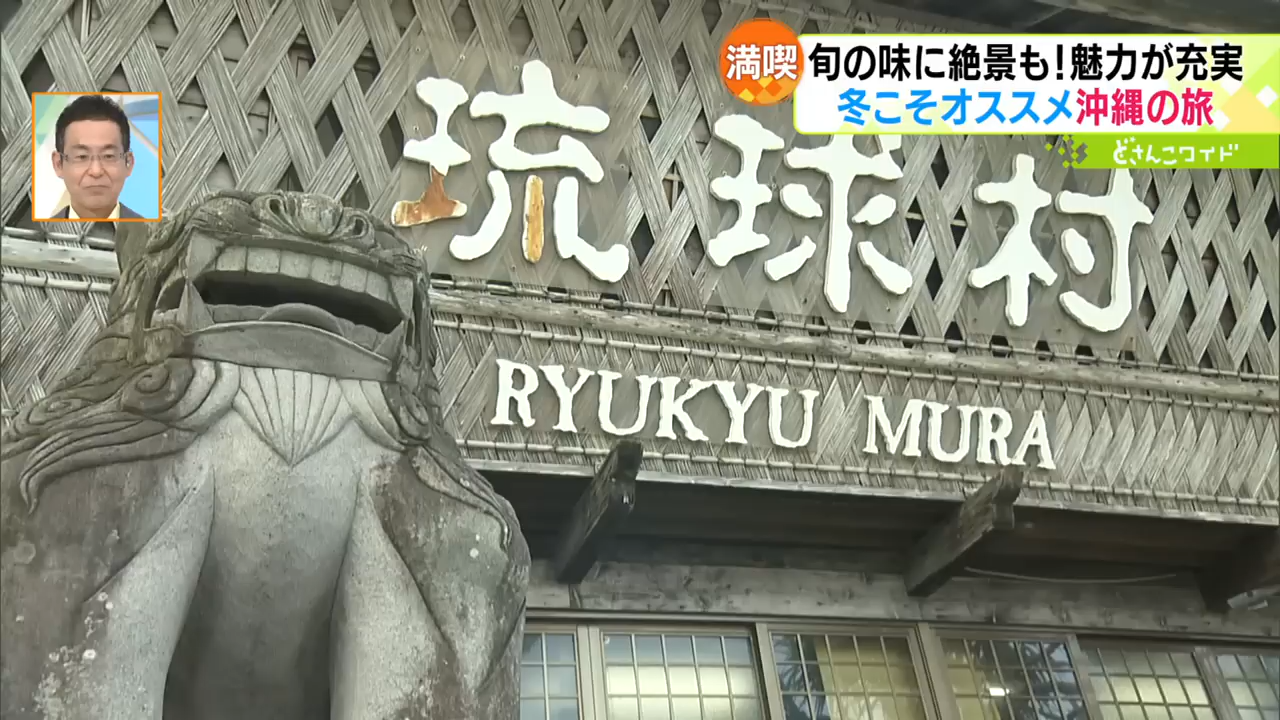 満喫
旬の味に絶景も!魅力が充実
冬こそオススメ沖縄の旅
どさんこワイド
琉球村
RYUKYU MURA